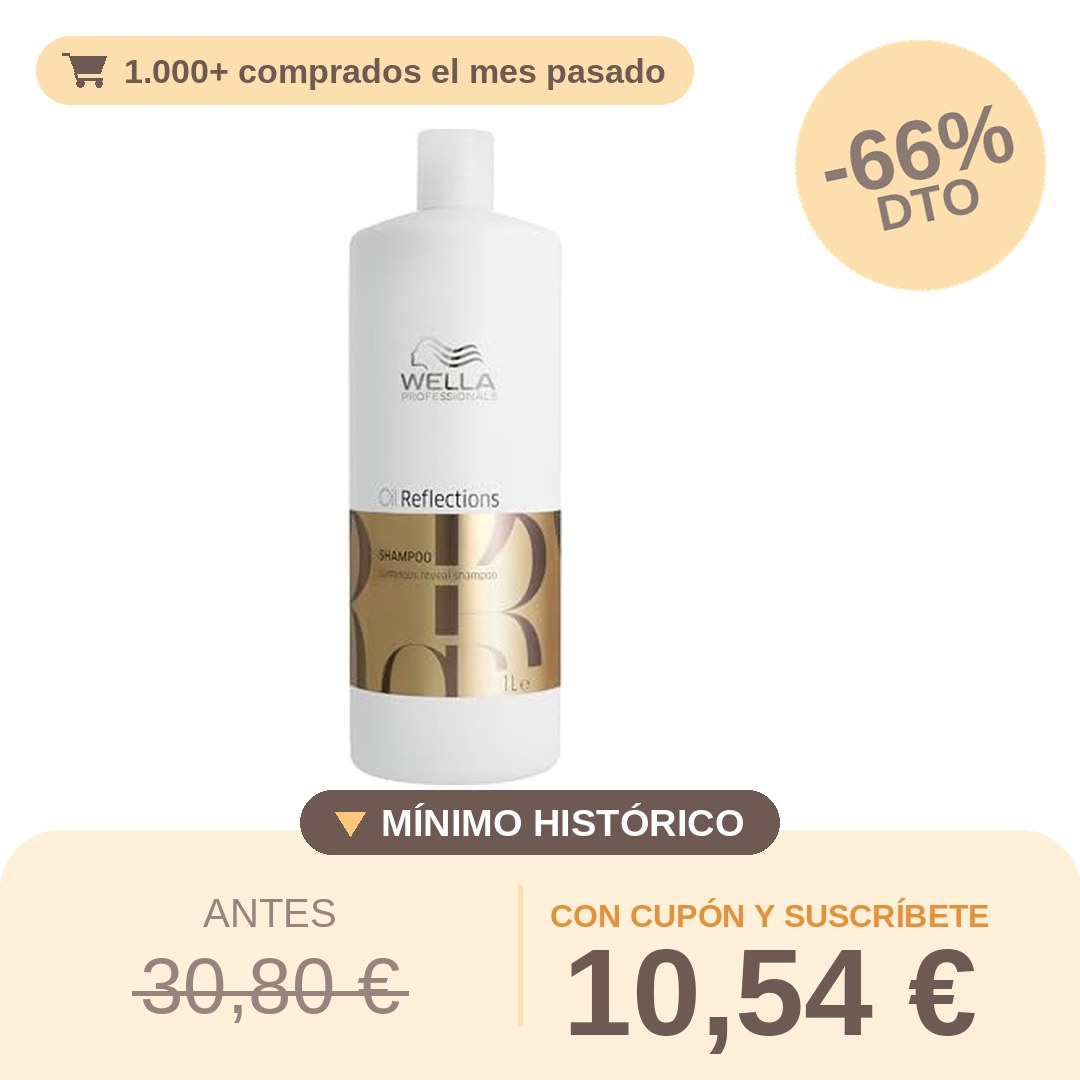 1.000+ comprados el mes pasado
-66%
DTO
WELLA
PROFESSIONALS
Oil Reflections
SHAMPOO
Luminous reveal shampoo
1L e
MÍNIMO HISTÓRICO
ANTES
30,80 €
CON CUPÓN Y SUSCRÍBETE
10,54 €